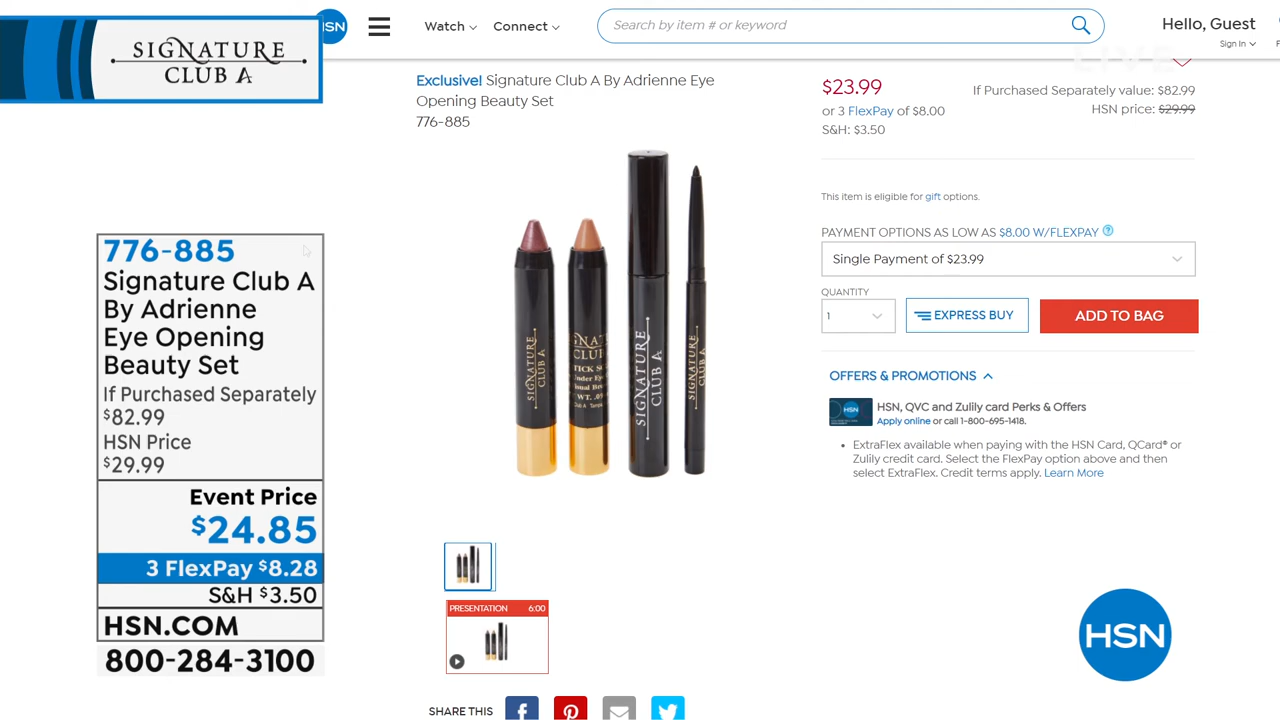 SIGNATURE
CLUB A
HSN
Watch
Connect
Search by item # or keyword
Hello, Guest
Sign In
LIVE
Exclusive! Signature Club A By Adrienne Eye
Opening Beauty Set
776-885
$23.99
or 3 FlexPay of $8.00
S&H: $3.50
If Purchased Separately value: $82.99
HSN price: $29.99
This item is eligible for gift options.
PAYMENT OPTIONS AS LOW AS $8.00 W/FLEXPAY ?
Single Payment of $23.99
QUANTITY
1
EXPRESS BUY
ADD TO BAG
OFFERS & PROMOTIONS
HSN
HSN, QVC and Zulily card Perks & Offers
Apply online or call 1-800-695-1418.
• ExtraFlex available when paying with the HSN Card, QCard® or
Zulily credit card. Select the FlexPay option above and then
select ExtraFlex. Credit terms apply. Learn More
776-885
Signature Club A
By Adrienne
Eye Opening
Beauty Set
If Purchased Separately
$82.99
HSN Price
$29.99
Event Price
$24.85
3 FlexPay $8.28
S&H $3.50
HSN.COM
800-284-3100
SIGNATURE
CLUB A
SIGNATURE
CLUB A
SIGNATURE
CLUB A
PRESENTATION 6:00
HSN
SHARE THIS